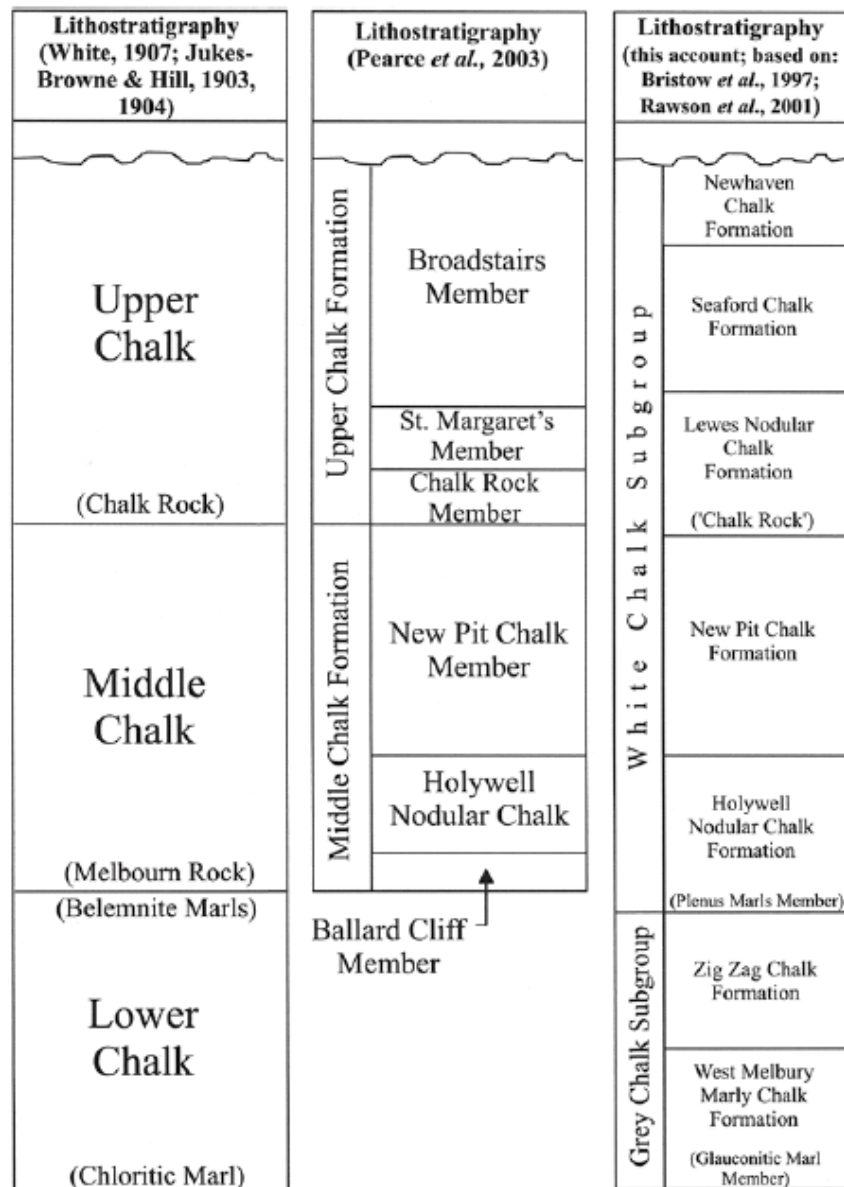 Lithostratigraphy
(White, 1907; Jukes-
Browne & Hill, 1903,
1904)
Upper
Chalk
(Chalk Rock)
Middle
Chalk
(Melbourn Rock)
(Belemnite Marls)
Lower
Chalk
(Chloritic Marl)
Lithostratigraphy
(Pearce et al., 2003)
Upper Chalk Formation
Broadstairs
Member
St. Margaret's
Member
Chalk Rock
Member
Middle Chalk Formation
New Pit Chalk
Member
Holywell
Nodular Chalk
Ballard Cliff
Member
Lithostratigraphy
(this account; based on:
Bristow et al., 1997;
Rawson et al., 2001)
White Chalk Subgroup
Newhaven
Chalk
Formation
Seaford Chalk
Formation
Lewes Nodular
Chalk
Formation
('Chalk Rock')
New Pit Chalk
Formation
Holywell
Nodular Chalk
Formation
(Plenus Marls Member)
Grey Chalk Subgroup
Zig Zag Chalk
Formation
West Melbury
Marly Chalk
Formation
(Glauconitic Marl
Member)